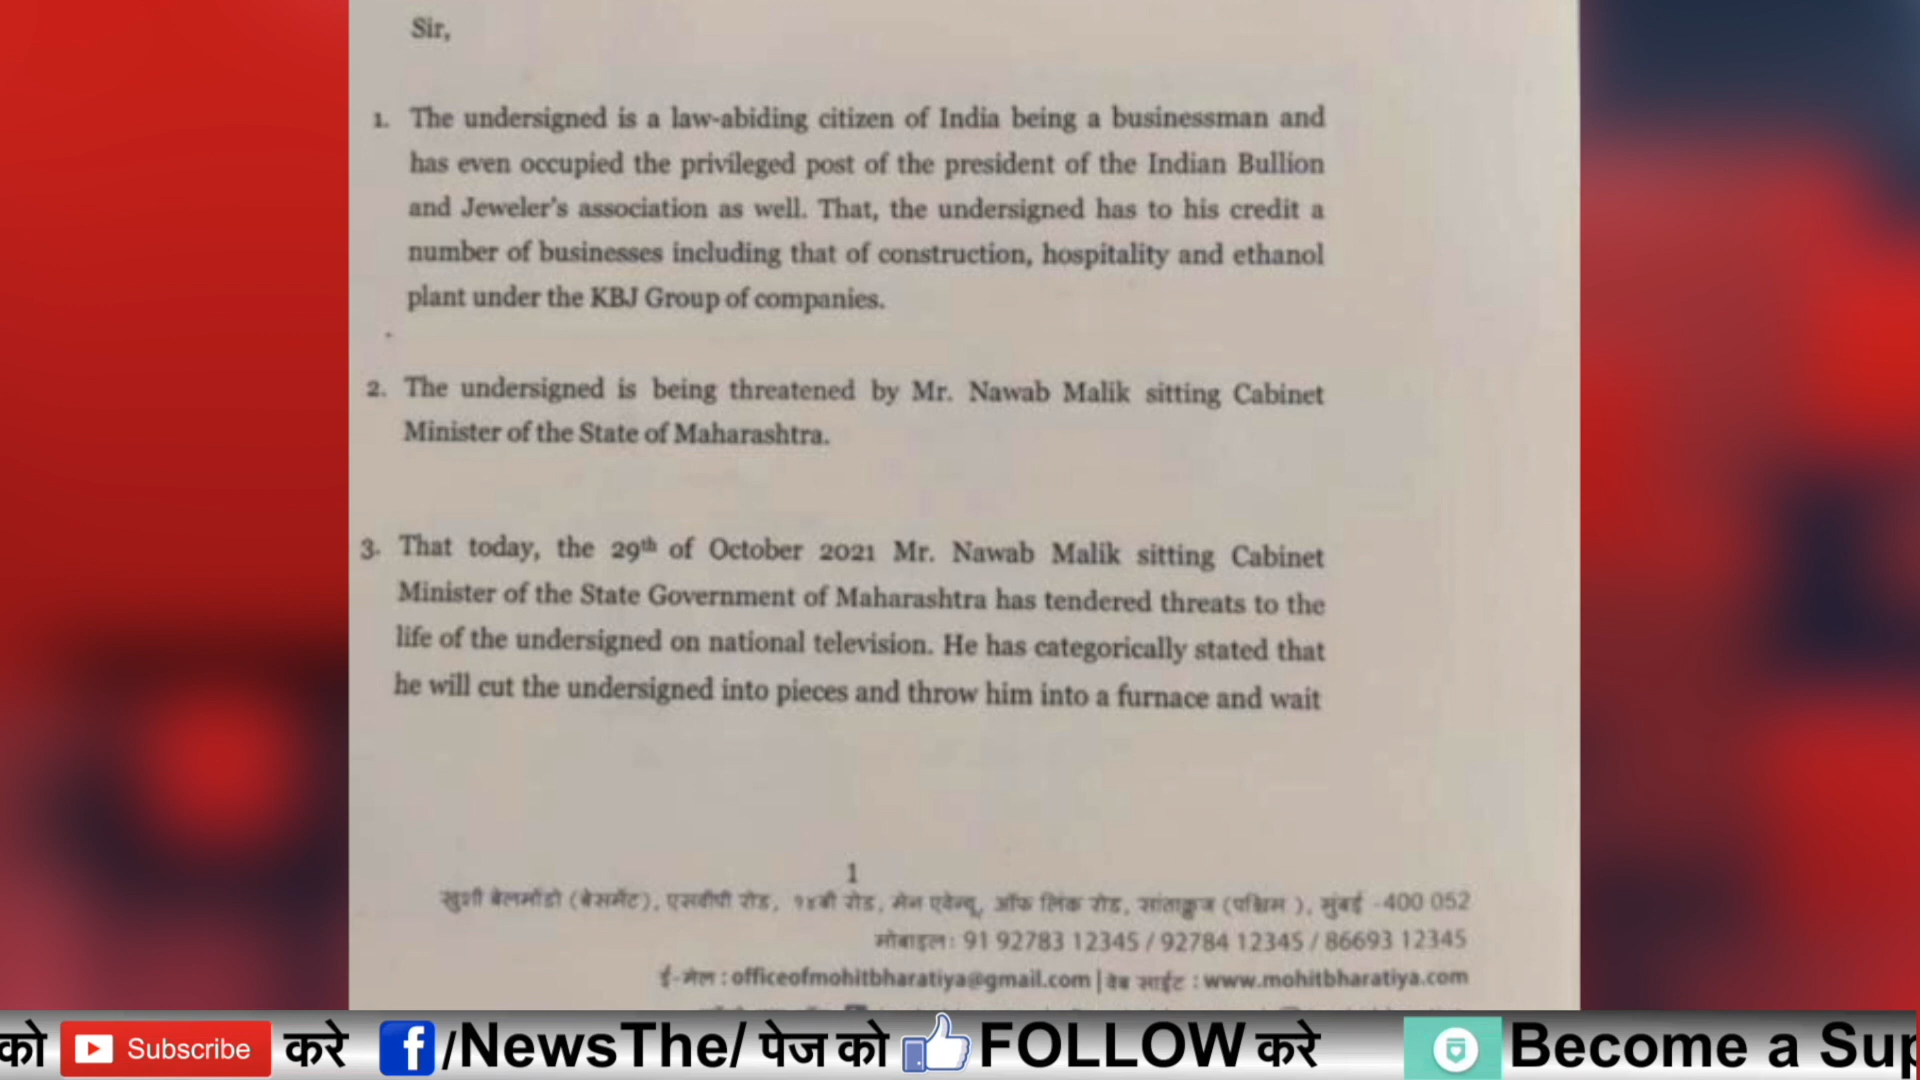 Sir,
1. The undersigned is a law-abiding citizen of India being a businessman and
has even occupied the privileged post of the president of the Indian Bullion
and Jeweler's association as well. That, the undersigned has to his credit a
number of businesses including that of construction, hospitality and ethanol
plant under the KBJ Group of companies.
2. The undersigned is being threatened by Mr. Nawab Malik sitting Cabinet
Minister of the State of Maharashtra.
3. That today, the 29th of October 2021 Mr. Nawab Malik sitting Cabinet
Minister of the State Government of Maharashtra has tendered threats to the
life of the undersigned on national television. He has categorically stated that
he will cut the undersigned into pieces and throw him into a furnace and wait
1
खुशी बेलमोंडो (बेसमेंट), एसवीपी रोड, १४बी रोड, मेन एवेन्यू, ऑफ लिंक रोड, सांताक्रुज (पश्चिम ), मुंबई -400 052
मोबाइल: 91 92783 12345 / 92784 12345 / 86693 12345
ई-मेल : officeofmohitbharatiya@gmail.com | वेब साईट : www.mohitbharatiya.com
को Subscribe करे f/NewsThe/ पेज को FOLLOW करे Become a Sup